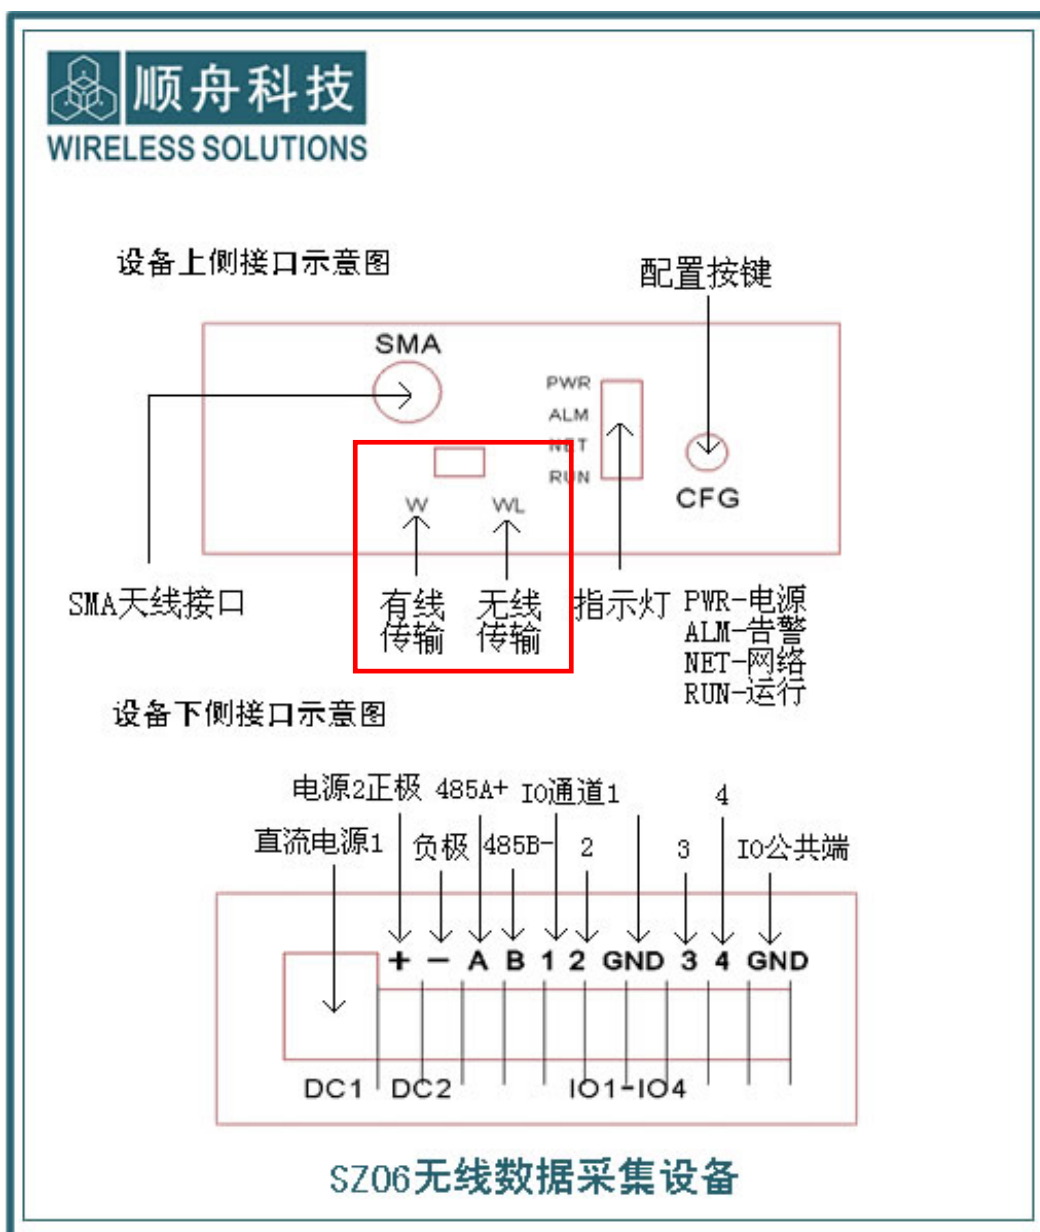 顺舟科技
WIRELESS SOLUTIONS
设备上侧接口示意图
配置按键
SMA
PWR
ALM
NET
RUN
W
WL
CFG
SMA天线接口
有线
传输
无线
传输
指示灯
PWR-电源
ALM-告警
NET-网络
RUN-运行
设备下侧接口示意图
电源2正极 485A+ IO通道1 4
直流电源1 负极 485B- 2 3 IO公共端
+ - A B 1 2 GND 3 4 GND
DC1 DC2 IO1-IO4
SZ06无线数据采集设备